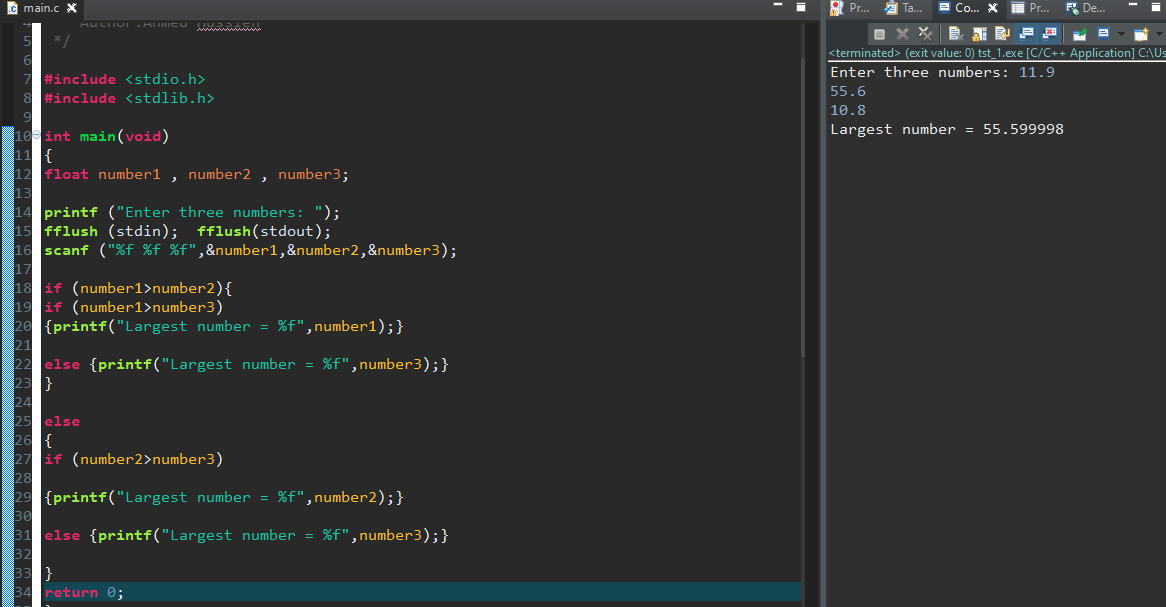 main.c
Author:Ahmed Hussien
5 */
6
7 #include <stdio.h>
8 #include <stdlib.h>
9
10 int main(void)
11 {
12 float number1 , number2 , number3;
13
14 printf ("Enter three numbers: ");
15 fflush (stdin);  fflush(stdout);
16 scanf ("%f %f %f",&number1,&number2,&number3);
17
18 if (number1>number2){
19 if (number1>number3)
20 {printf("Largest number = %f",number1);}
21
22 else {printf("Largest number = %f",number3);}
23 }
24
25 else
26 {
27 if (number2>number3)
28
29 {printf("Largest number = %f",number2);}
30
31 else {printf("Largest number = %f",number3);}
32
33 }
34 return 0;
Pr... Ta... Co... Pr... De...
<terminated> (exit value: 0) tst_1.exe [C/C++ Application] C:\Us
Enter three numbers: 11.9
55.6
10.8
Largest number = 55.599998